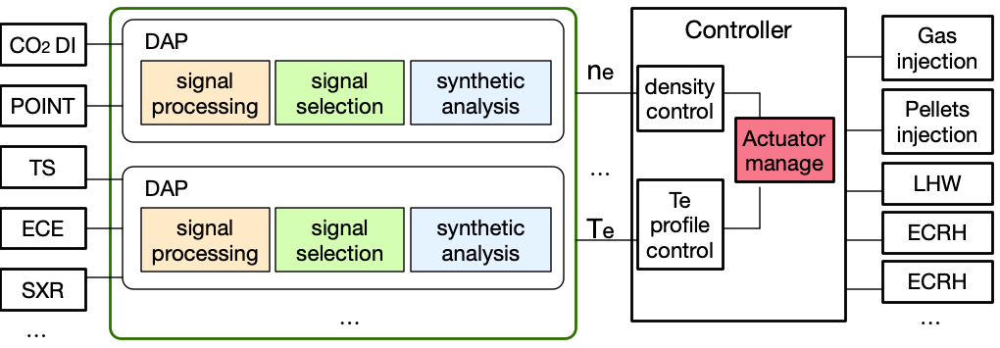 CO2 DI
POINT
TS
ECE
SXR
...
DAP
signal
processing
signal
selection
synthetic
analysis
DAP
signal
processing
signal
selection
synthetic
analysis
...
ne
...
Te
Controller
density
control
Actuator
manage
Te
profile
control
Gas
injection
Pellets
injection
LHW
ECRH
ECRH
...